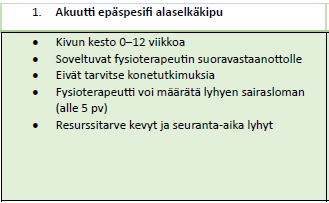 1. Akuutti epäspesifi alaselkäkipu
• Kivun kesto 0–12 viikkoa
• Soveltuvat fysioterapeutin suoravastaanotolle
• Eivät tarvitse konetutkimuksia
• Fysioterapeutti voi määrätä lyhyen sairasloman
(alle 5 pv)
• Resurssitarve kevyt ja seuranta-aika lyhyt